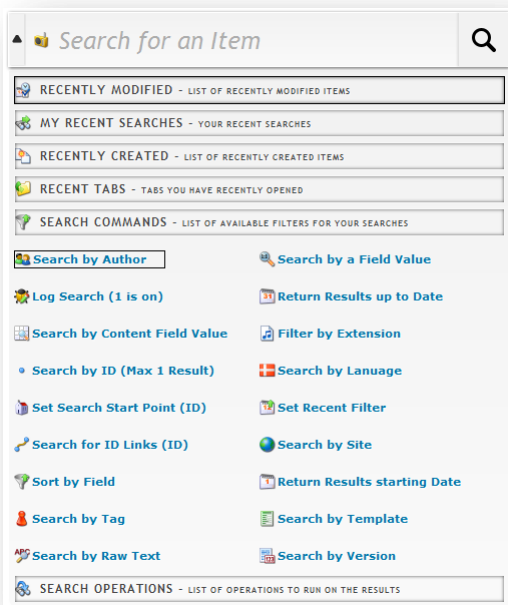 Search for an Item
RECENTLY MODIFIED - LIST OF RECENTLY MODIFIED ITEMS
MY RECENT SEARCHES - YOUR RECENT SEARCHES
RECENTLY CREATED - LIST OF RECENTLY CREATED ITEMS
RECENT TABS - TABS YOU HAVE RECENTLY OPENED
SEARCH COMMANDS - LIST OF AVAILABLE FILTERS FOR YOUR SEARCHES
Search by Author Search by a Field Value
Log Search (1 is on) Return Results up to Date
Search by Content Field Value Filter by Extension
Search by ID (Max 1 Result) Search by Lanuage
Set Search Start Point (ID) Set Recent Filter
Search for ID Links (ID) Search by Site
Sort by Field Return Results starting Date
Search by Tag Search by Template
Search by Raw Text Search by Version
SEARCH OPERATIONS - LIST OF OPERATIONS TO RUN ON THE RESULTS